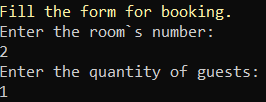 Fill the form for booking.
Enter the room`s number:
2
Enter the quantity of guests:
1